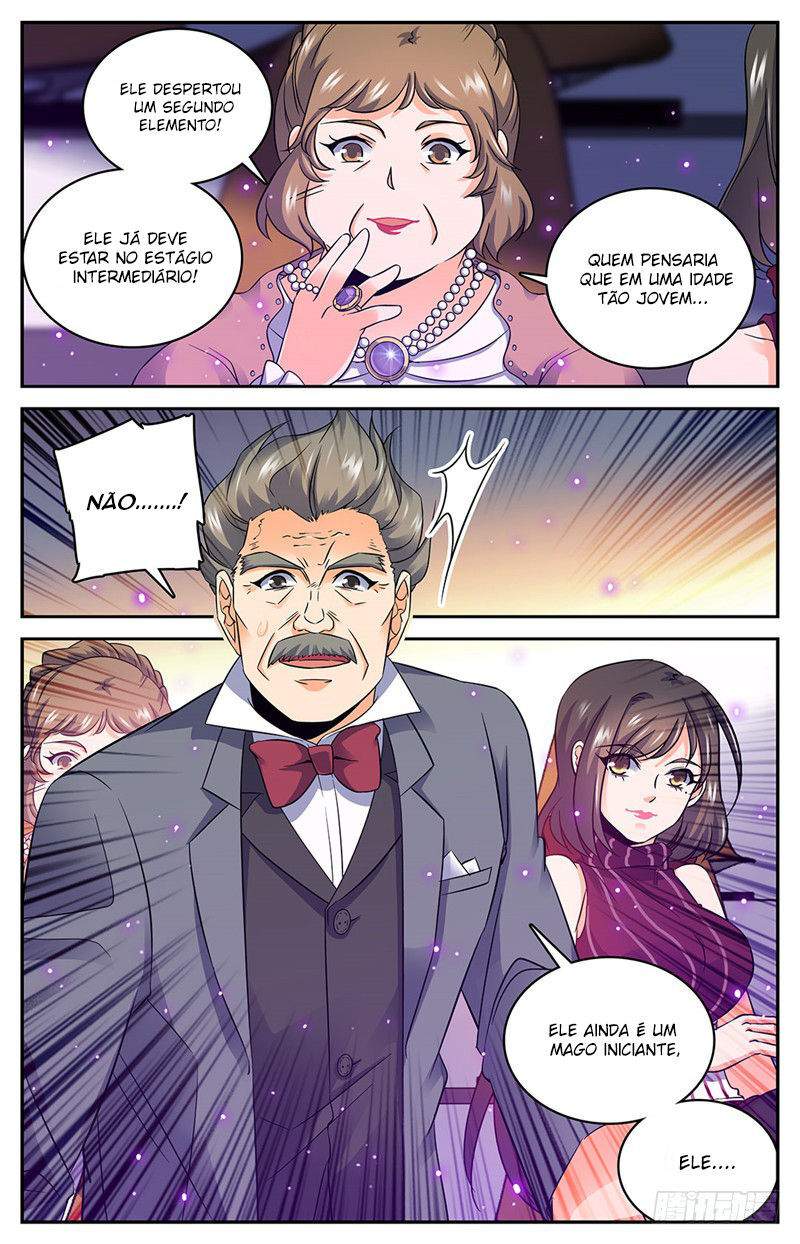 ELE DESPERTOU
UM SEGUNDO
ELEMENTO!
ELE JÁ DEVE
ESTAR NO ESTÁGIO
INTERMEDIÁRIO!
QUEM PENSARIA
QUE EM UMA IDADE
TÃO JOVEM...
NÃO.......!
ELE AINDA É UM
MAGO INICIANTE,
ELE....